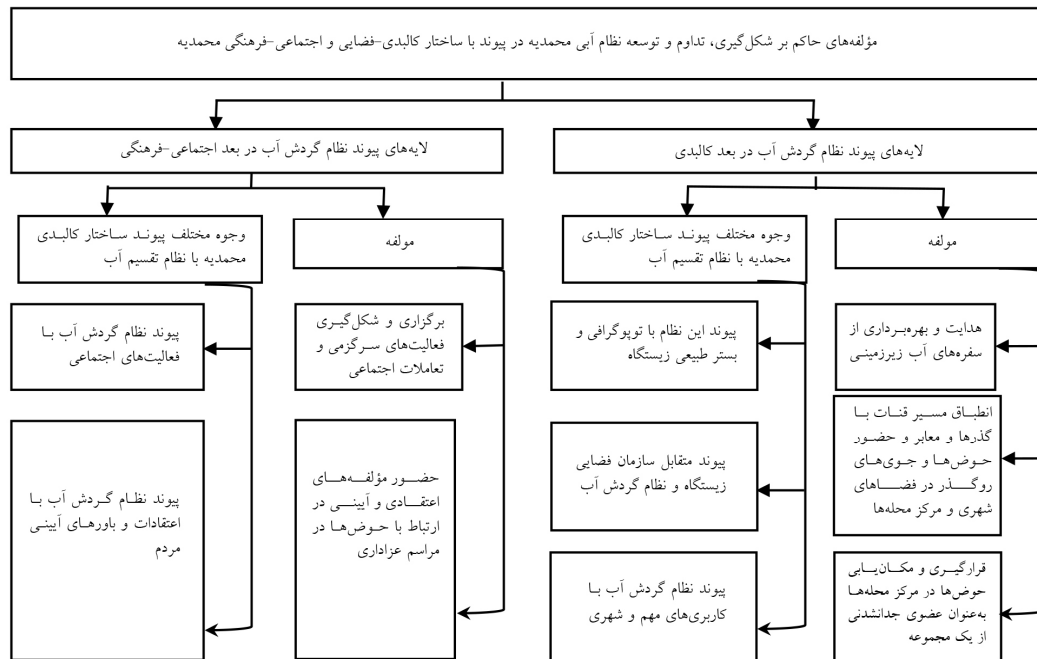 مؤلفه‌های حاکم بر شکل‌گیری، تداوم و توسعه نظام آبی محمدیه در پیوند با ساختار کالبدی-فضایی و اجتماعی-فرهنگی محمدیه
لایه‌های پیوند نظام گردش آب در بعد کالبدی
لایه‌های پیوند نظام گردش آب در بعد اجتماعی-فرهنگی
مولفه
وجوه مختلف پیوند ساختار کالبدی
محمدیه با نظام تقسیم آب
مولفه
وجوه مختلف پیوند ساختار کالبدی
محمدیه با نظام تقسیم آب
هدایت و بهره‌برداری از
سفره‌های آب زیرزمینی
پیوند این نظام با توپوگرافی و
بستر طبیعی زیستگاه
برگزاری و شکل‌گیری
فعالیت‌های سرگرمی و
تعاملات اجتماعی
پیوند نظام گردش آب با
فعالیت‌های اجتماعی
انطباق مسیر قنات با
گذرها و معابر و حضور
حوض‌ها و جوی‌های
روگذر در فضاهای
شهری و مرکز محله‌ها
پیوند متقابل سازمان فضایی
زیستگاه و نظام گردش آب
حضور مؤلفه‌های
اعتقادی و آیینی در
ارتباط با حوض‌ها در
مراسم عزاداری
پیوند نظام گردش آب با
اعتقادات و باورهای آیینی
مردم
قرارگیری و مکان‌یابی
حوض‌ها در مرکز محله‌ها
به‌عنوان عضوی جدانشدنی
از یک مجموعه
پیوند نظام گردش آب با
کاربری‌های مهم و شهری